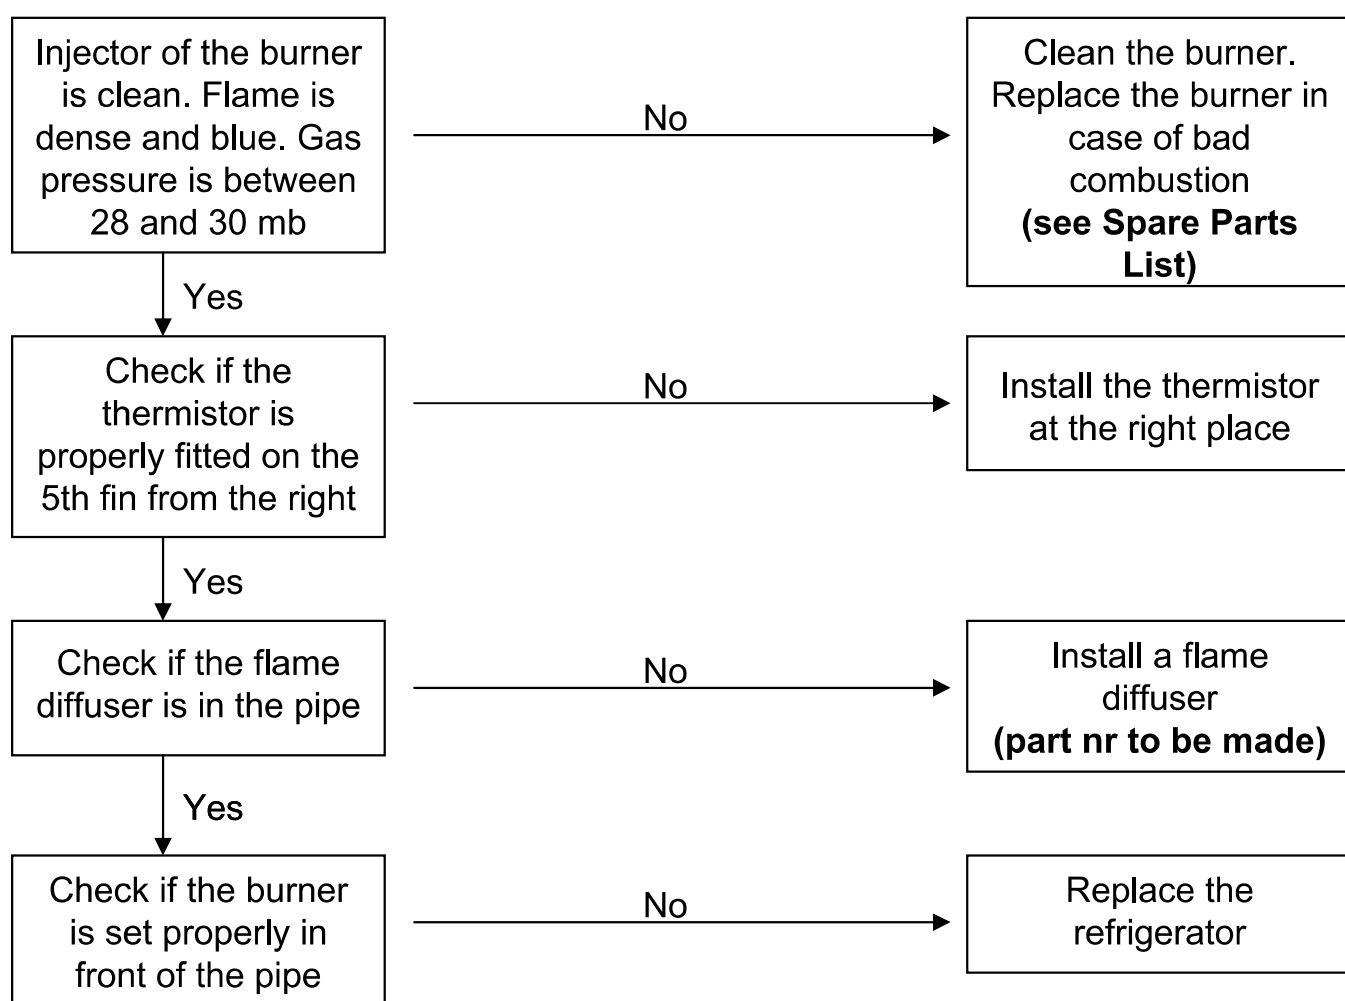 Injector of the burner
is clean. Flame is
dense and blue. Gas
pressure is between
28 and 30 mb
No
Clean the burner.
Replace the burner in
case of bad
combustion
(see Spare Parts
List)
Yes
Check if the
thermistor is
properly fitted on the
5th fin from the right
No
Install the thermistor
at the right place
Yes
Check if the flame
diffuser is in the pipe
No
Install a flame
diffuser
(part nr to be made)
Yes
Check if the burner
is set properly in
front of the pipe
No
Replace the
refrigerator